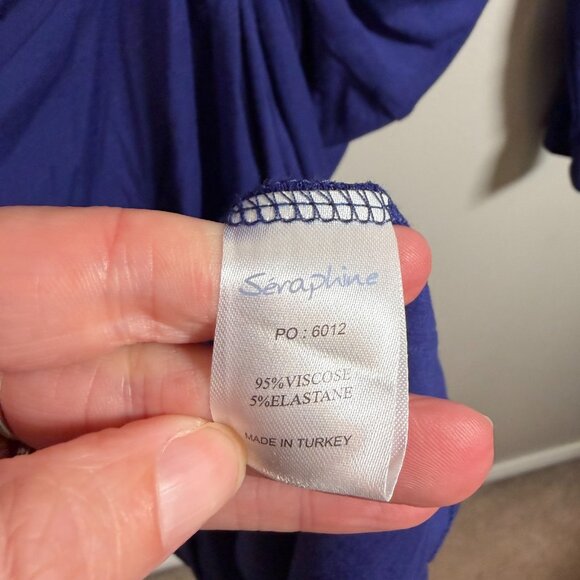 Séraphine
PO : 6012
95%VISCOSE
5%ELASTANE
MADE IN TURKEY